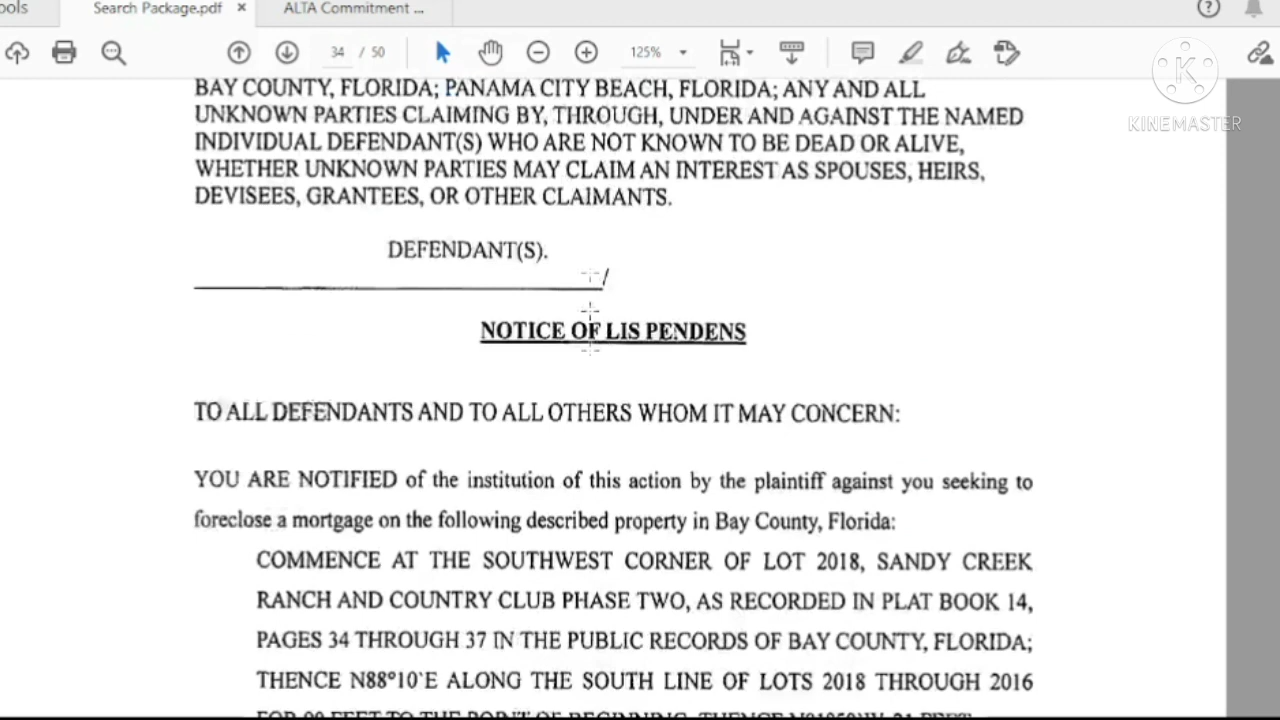 ools
Search Package.pdf ×
ALTA Commitment ...
34 / 50
125%
K
KINEMASTER
BAY COUNTY, FLORIDA; PANAMA CITY BEACH, FLORIDA; ANY AND ALL
UNKNOWN PARTIES CLAIMING BY, THROUGH, UNDER AND AGAINST THE NAMED
INDIVIDUAL DEFENDANT(S) WHO ARE NOT KNOWN TO BE DEAD OR ALIVE,
WHETHER UNKNOWN PARTIES MAY CLAIM AN INTEREST AS SPOUSES, HEIRS,
DEVISEES, GRANTEES, OR OTHER CLAIMANTS.
DEFENDANT(S).
/
NOTICE OF LIS PENDENS
TO ALL DEFENDANTS AND TO ALL OTHERS WHOM IT MAY CONCERN:
YOU ARE NOTIFIED of the institution of this action by the plaintiff against you seeking to
foreclose a mortgage on the following described property in Bay County, Florida:
COMMENCE AT THE SOUTHWEST CORNER OF LOT 2018, SANDY CREEK
RANCH AND COUNTRY CLUB PHASE TWO, AS RECORDED IN PLAT BOOK 14,
PAGES 34 THROUGH 37 IN THE PUBLIC RECORDS OF BAY COUNTY, FLORIDA;
THENCE N88°10`E ALONG THE SOUTH LINE OF LOTS 2018 THROUGH 2016
FEET TO THE POINT OF BEGINNING